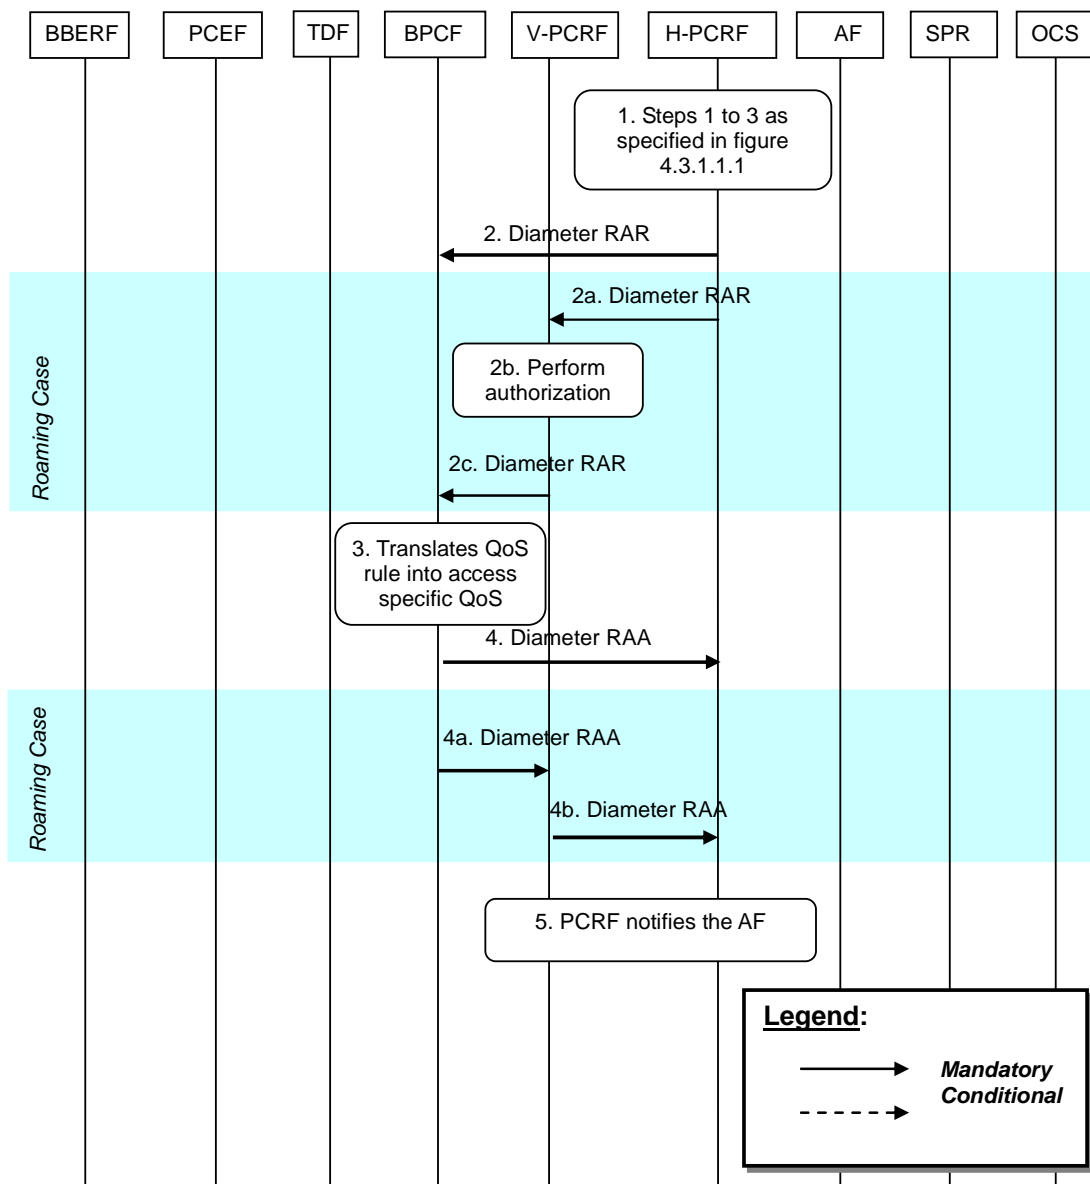 BBERF
PCEF
TDF
BPCF
V-PCRF
H-PCRF
AF
SPR
OCS
1. Steps 1 to 3 as
specified in figure
4.3.1.1.1
2. Diameter RAR
Roaming Case
2a. Diameter RAR
2b. Perform
authorization
2c. Diameter RAR
3. Translates QoS
rule into access
specific QoS
4. Diameter RAA
Roaming Case
4a. Diameter RAA
4b. Diameter RAA
5. PCRF notifies the AF
Legend:
Mandatory
Conditional